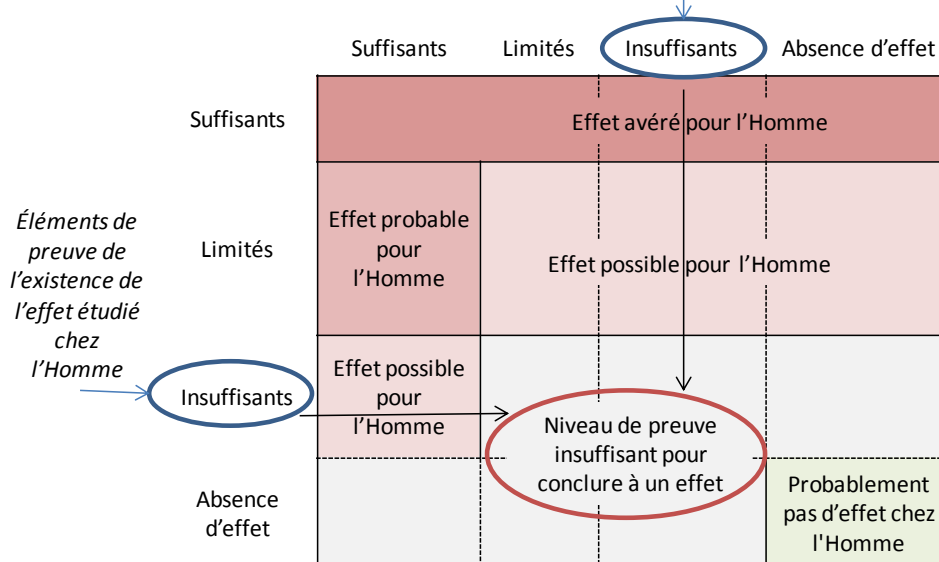 Suffisants
Limités
Insuffisants
Absence d'effet
Suffisants
Effet avéré pour l'Homme
Éléments de
preuve de
l'existence de
l'effet étudié
chez
l'Homme
Limités
Effet probable
pour
l'Homme
Effet possible pour l'Homme
Insuffisants
Effet possible
pour
l'Homme
Niveau de preuve
insuffisant pour
conclure à un effet
Absence
d'effet
Probablement
pas d'effet chez
l'Homme